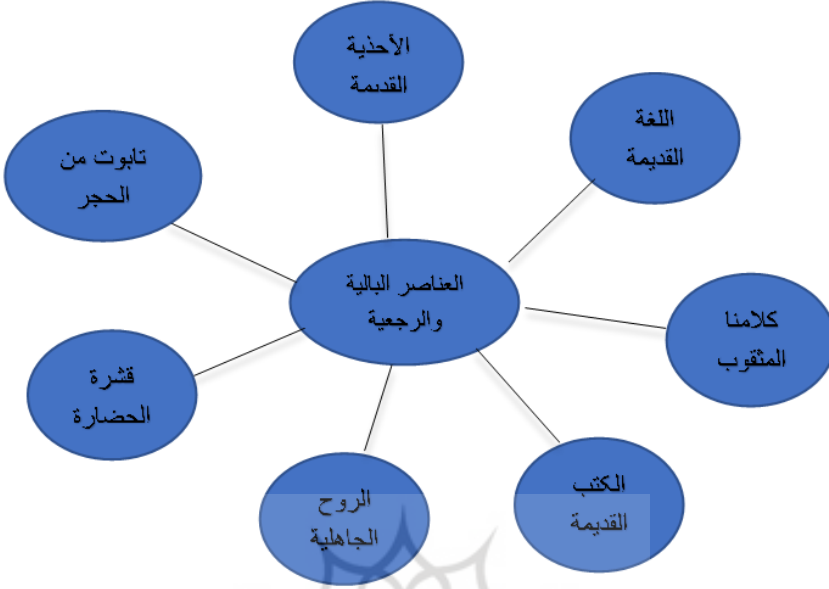 الأحذية
القديمة
اللغة
القديمة
تابوت من
الحجر
العناصر البالية
والرجعية
كلامنا
المثقوب
قشرة
الحضارة
الكتب
القديمة
الروح
الجاهلية